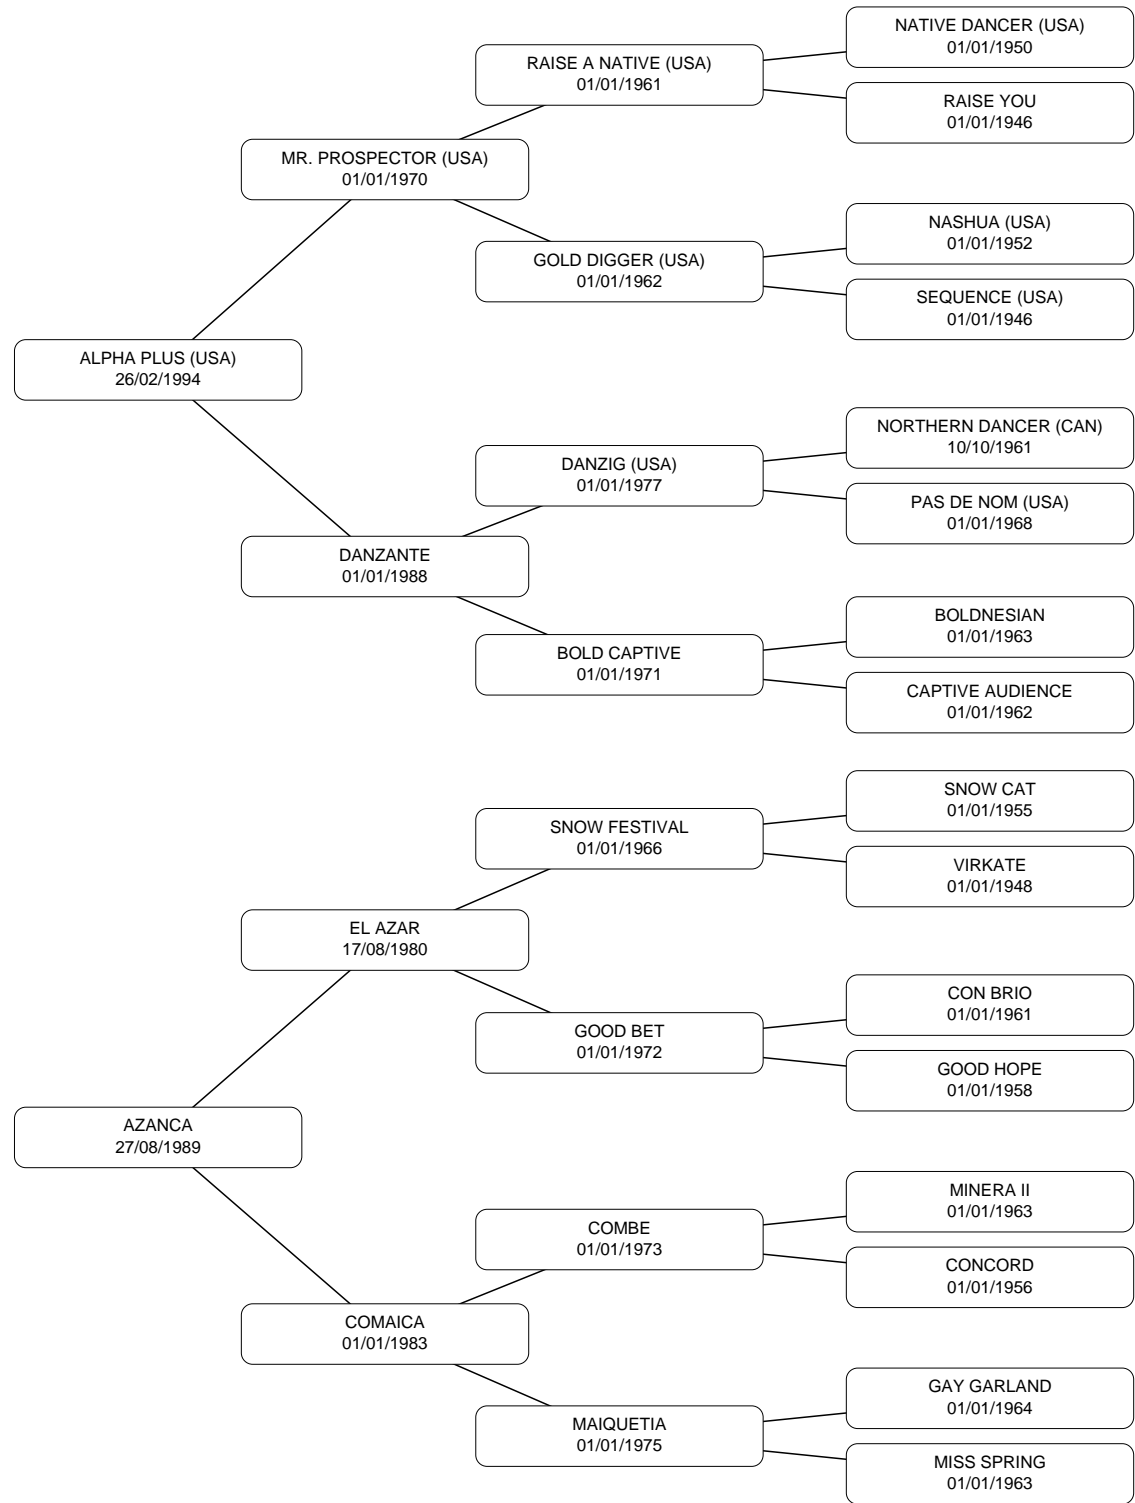 NATIVE DANCER (USA)
01/01/1950
RAISE A NATIVE (USA)
01/01/1961
RAISE YOU
01/01/1946
MR. PROSPECTOR (USA)
01/01/1970
NASHUA (USA)
01/01/1952
GOLD DIGGER (USA)
01/01/1962
SEQUENCE (USA)
01/01/1946
ALPHA PLUS (USA)
26/02/1994
NORTHERN DANCER (CAN)
10/10/1961
DANZIG (USA)
01/01/1977
PAS DE NOM (USA)
01/01/1968
DANZANTE
01/01/1988
BOLDNESIAN
01/01/1963
BOLD CAPTIVE
01/01/1971
CAPTIVE AUDIENCE
01/01/1962
SNOW CAT
01/01/1955
SNOW FESTIVAL
01/01/1966
VIRKATE
01/01/1948
EL AZAR
17/08/1980
CON BRIO
01/01/1961
GOOD BET
01/01/1972
GOOD HOPE
01/01/1958
AZANCA
27/08/1989
MINERA II
01/01/1963
COMBE
01/01/1973
CONCORD
01/01/1956
COMAICA
01/01/1983
GAY GARLAND
01/01/1964
MAIQUETIA
01/01/1975
MISS SPRING
01/01/1963